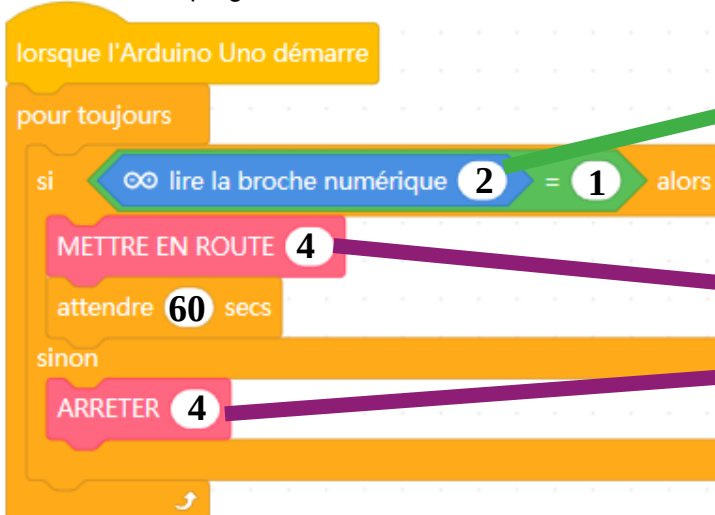 lorsque l'Arduino Uno démarre
pour toujours
si lire la broche numérique 2 = 1 alors
METTRE EN ROUTE 4
attendre 60 secs
sinon
ARRETER 4